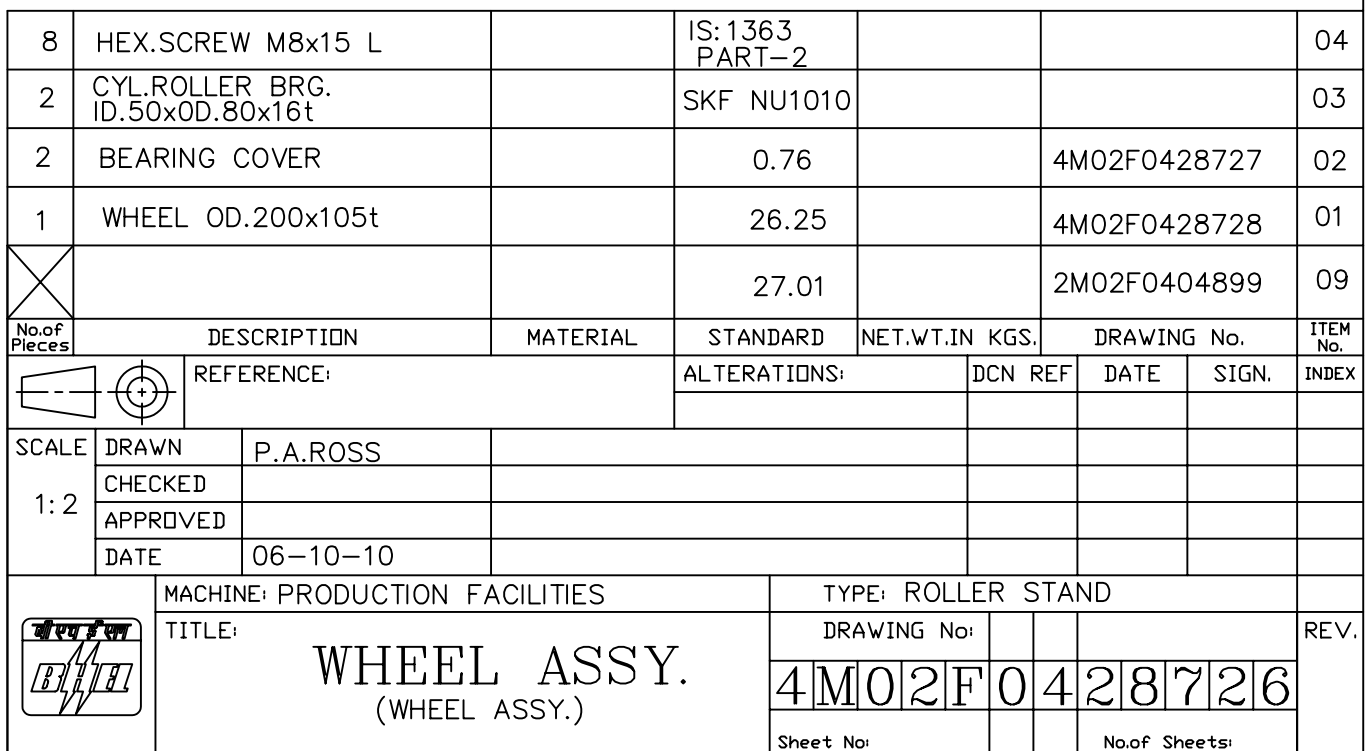 8 HEX.SCREW M8x15 L IS:1363 PART-2 04
2 CYL.ROLLER BRG. ID.50xOD.80x16t SKF NU1010 03
2 BEARING COVER 0.76 4M02F0428727 02
1 WHEEL OD.200x105t 26.25 4M02F0428728 01
27.01 2M02F0404899 09
No.of Pieces DESCRIPTION MATERIAL STANDARD NET.WT.IN KGS. DRAWING No. ITEM No.
REFERENCE: ALTERATIONS: DCN REF DATE SIGN. INDEX
SCALE 1:2
DRAWN P.A.ROSS
CHECKED
APPROVED
DATE 06-10-10
MACHINE: PRODUCTION FACILITIES TYPE: ROLLER STAND
बीएचईएल
BHEL
TITLE:
WHEEL ASSY.
(WHEEL ASSY.)
DRAWING No:
4M02F0428726
REV.
Sheet No: No.of Sheets: